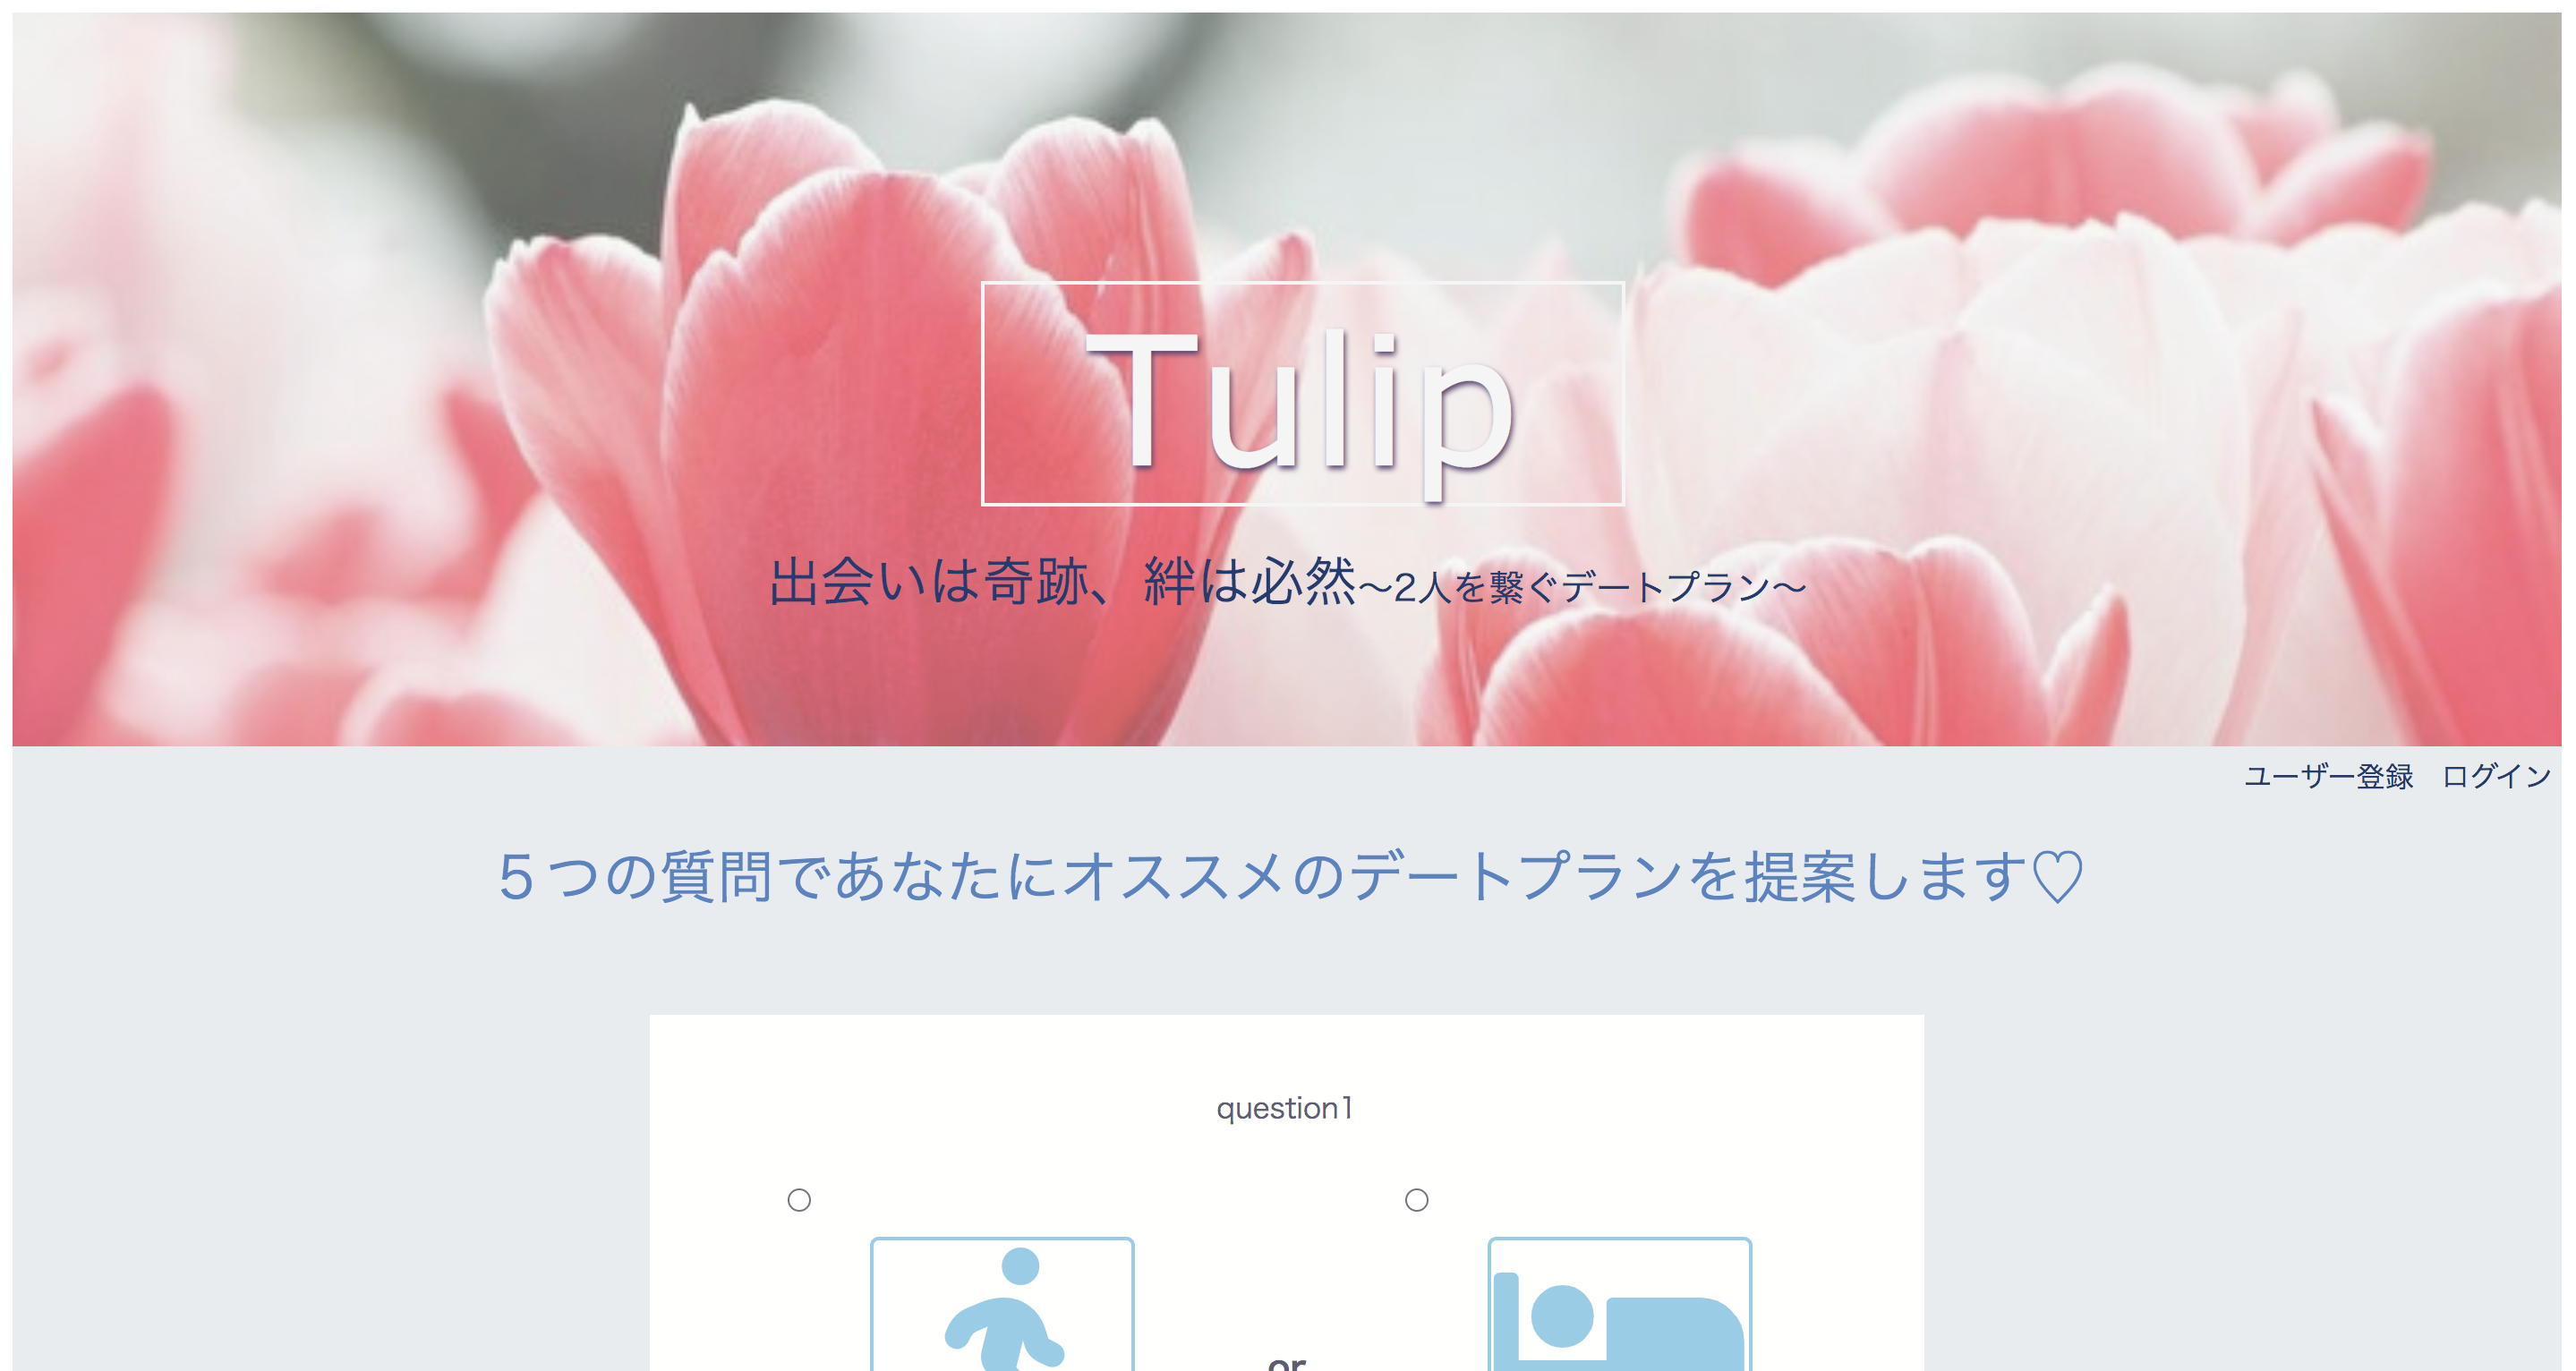 Tulip
出会いは奇跡、絆は必然～2人を繋ぐデートプラン～
ユーザー登録　ログイン
５つの質問であなたにオススメのデートプランを提案します♡
question1
or